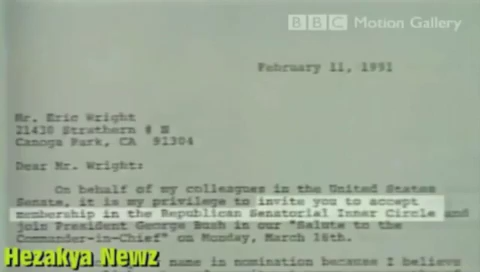 BBC Motion Gallery
February 11, 1991
Mr. Eric Wright
21430 Strathern # N
Canoga Park, CA 91304
Dear Mr. Wright:
On behalf of my colleagues in the United States
Senate, it is my privilege to invite you to accept
membership in the Republican Senatorial Inner Circle and
join President George Bush in our "Salute to the
Commander-in-Chief" on Monday, March 18th.
name in nomination because I believe
Hezakya Newz